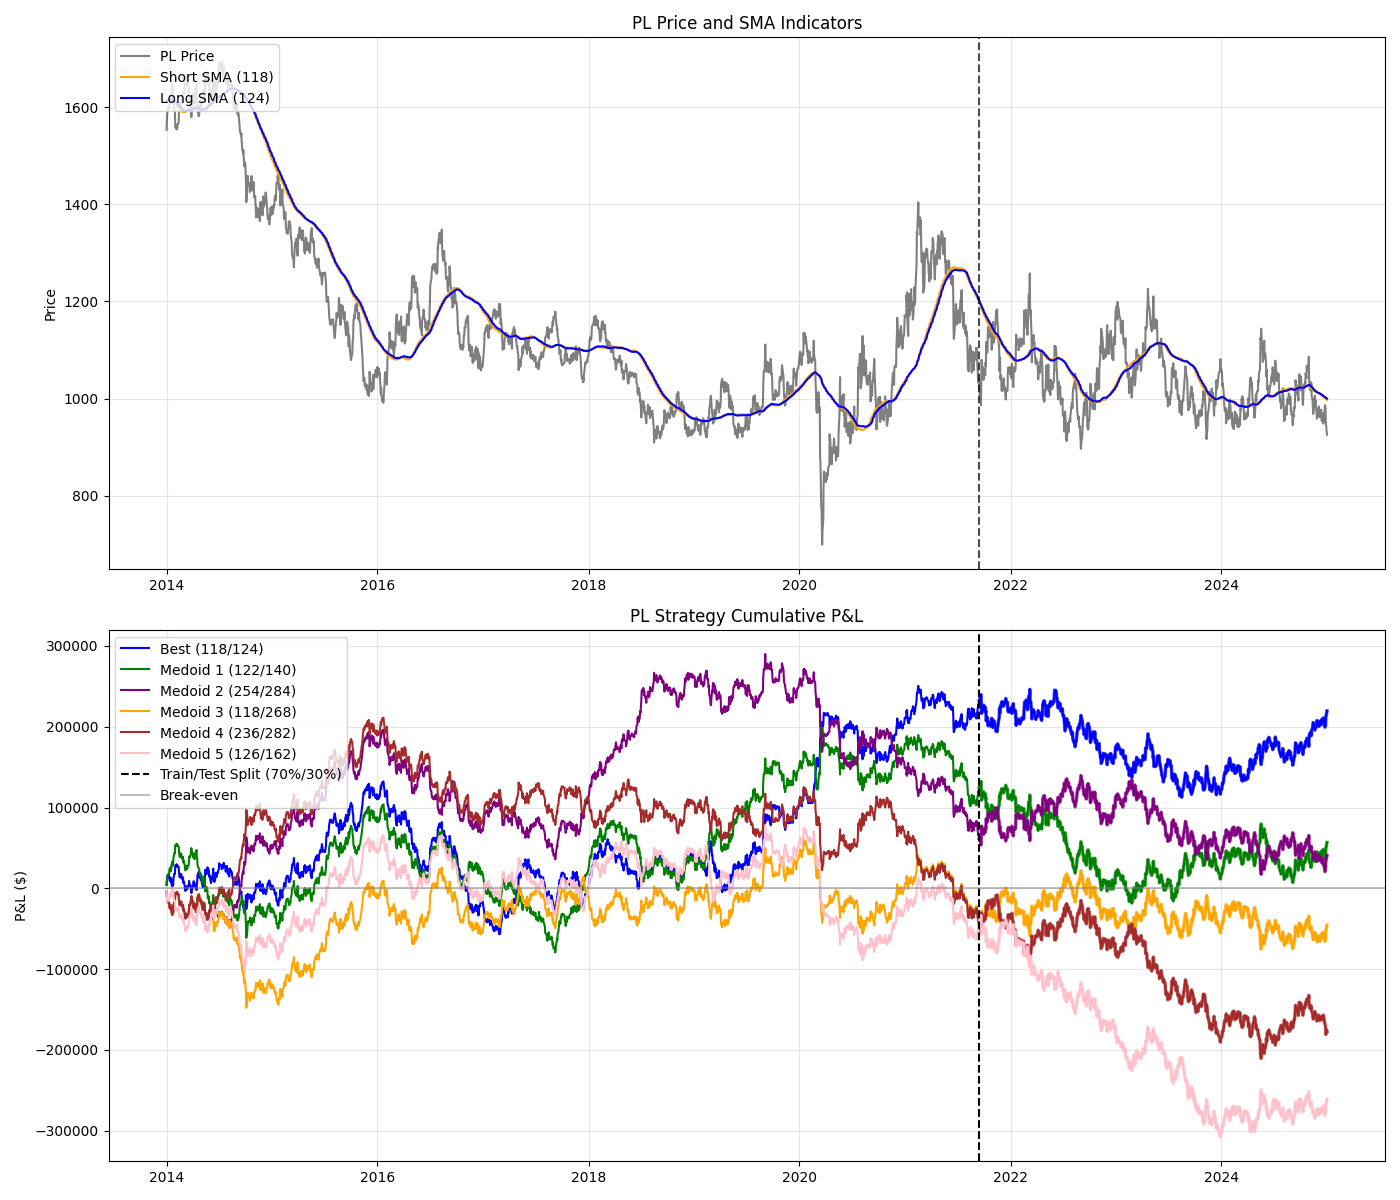 PL Price and SMA Indicators
PL Price
Short SMA (118)
Long SMA (124)
Price
1600
1400
1200
1000
800
2014
2016
2018
2020
2022
2024
PL Strategy Cumulative P&L
Best (118/124)
Medoid 1 (122/140)
Medoid 2 (254/284)
Medoid 3 (118/268)
Medoid 4 (236/282)
Medoid 5 (126/162)
Train/Test Split (70%/30%)
Break-even
P&L ($)
300000
200000
100000
0
−100000
−200000
−300000
2014
2016
2018
2020
2022
2024